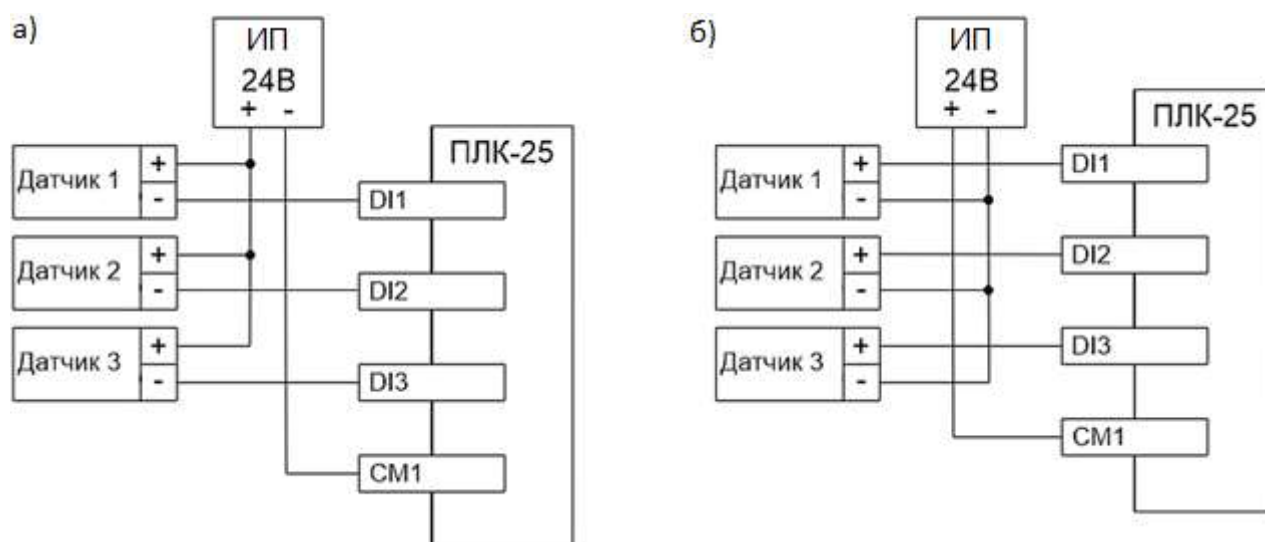 а)
ИП
24В
+ -
ПЛК-25
Датчик 1
+
-
DI1
Датчик 2
+
-
DI2
Датчик 3
+
-
DI3
CM1
б)
ИП
24В
+ -
ПЛК-25
Датчик 1
+
-
DI1
Датчик 2
+
-
DI2
Датчик 3
+
-
DI3
CM1